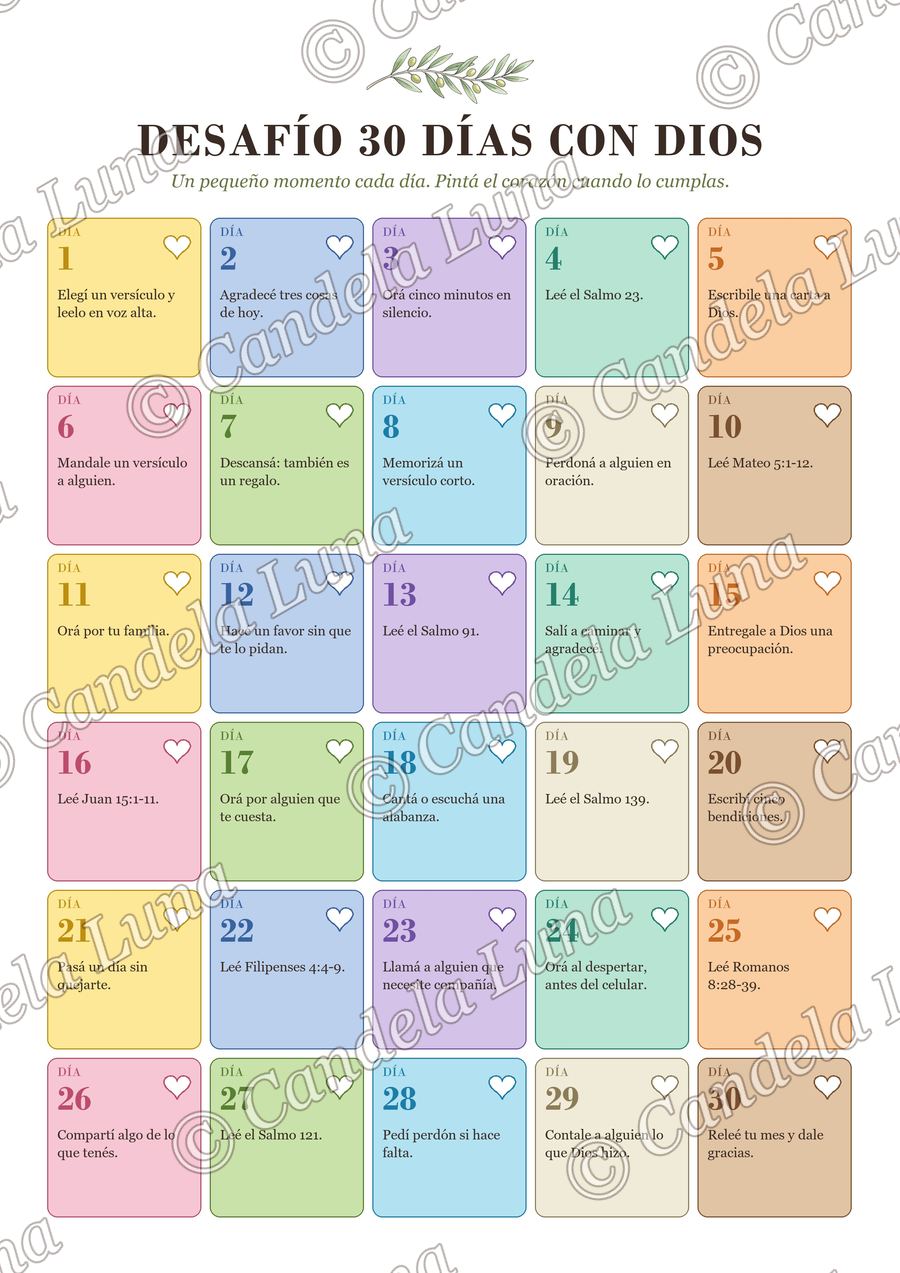 DESAFÍO 30 DÍAS CON DIOS
Un pequeño momento cada día. Pintá el corazón cuando lo cumplas.
DÍA
1
Elegí un versículo y
leelo en voz alta.
DÍA
2
Agradecé tres cosas
de hoy.
DÍA
3
Orá cinco minutos en
silencio.
DÍA
4
Leé el Salmo 23.
DÍA
5
Escribile una carta a
Dios.
DÍA
6
Mandale un versículo
a alguien.
DÍA
7
Descansá: también es
un regalo.
DÍA
8
Memorizá un
versículo corto.
DÍA
9
Perdoná a alguien en
oración.
DÍA
10
Leé Mateo 5:1-12.
DÍA
11
Orá por tu familia.
DÍA
12
Hacé un favor sin que
te lo pidan.
DÍA
13
Leé el Salmo 91.
DÍA
14
Salí a caminar y
agradecé.
DÍA
15
Entregale a Dios una
preocupación.
DÍA
16
Leé Juan 15:1-11.
DÍA
17
Orá por alguien que
te cuesta.
DÍA
18
Cantá o escuchá una
alabanza.
DÍA
19
Leé el Salmo 139.
DÍA
20
Escribí cinco
bendiciones.
DÍA
21
Pasá un día sin
quejarte.
DÍA
22
Leé Filipenses 4:4-9.
DÍA
23
Llamá a alguien que
necesite compañía.
DÍA
24
Orá al despertar,
antes del celular.
DÍA
25
Leé Romanos
8:28-39.
DÍA
26
Compartí algo de lo
que tenés.
DÍA
27
Leé el Salmo 121.
DÍA
28
Pedí perdón si hace
falta.
DÍA
29
Contale a alguien lo
que Dios hizo.
DÍA
30
Releé tu mes y dale
gracias.
© Candela Luna